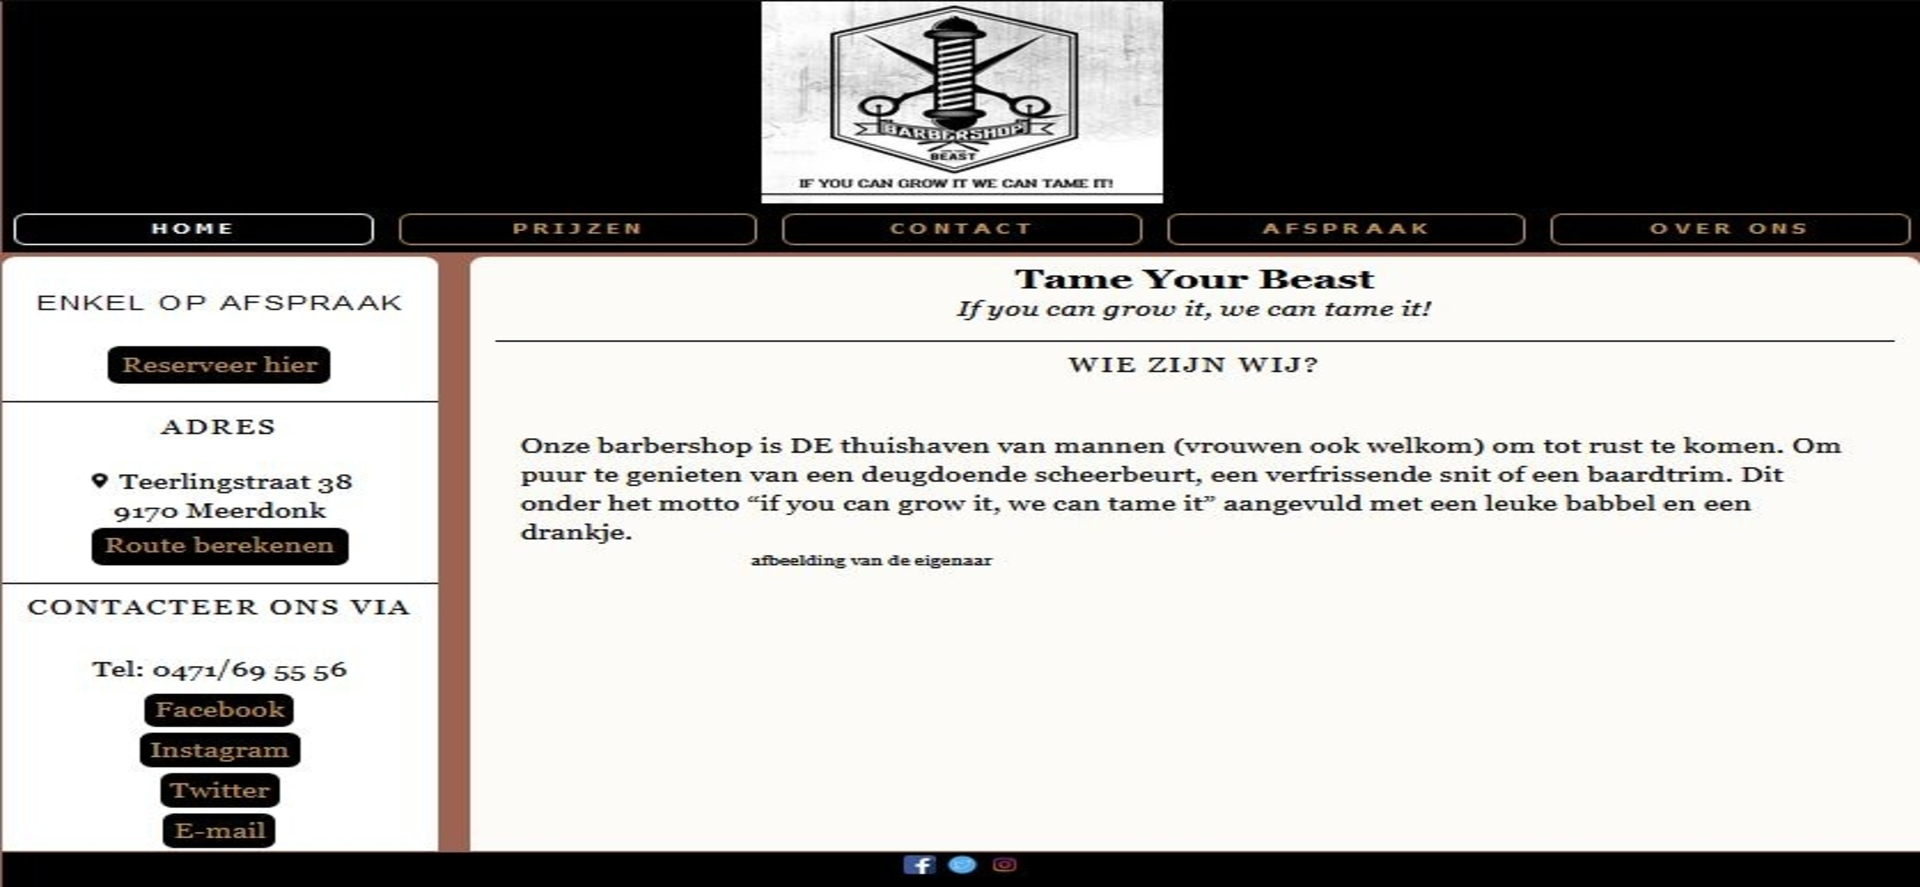 BARBERSHOP
BEAST
IF YOU CAN GROW IT WE CAN TAME IT!
HOME
PRIJZEN
CONTACT
AFSPRAAK
OVER ONS
ENKEL OP AFSPRAAK
Reserveer hier
ADRES
Teerlingstraat 38
9170 Meerdonk
Route berekenen
CONTACTEER ONS VIA
Tel: 0471/69 55 56
Facebook
Instagram
Twitter
E-mail
Tame Your Beast
If you can grow it, we can tame it!
WIE ZIJN WIJ?
Onze barbershop is DE thuishaven van mannen (vrouwen ook welkom) om tot rust te komen. Om
puur te genieten van een deugdoende scheerbeurt, een verfrissende snit of een baardtrim. Dit
onder het motto “if you can grow it, we can tame it” aangevuld met een leuke babbel en een
drankje.
afbeelding van de eigenaar